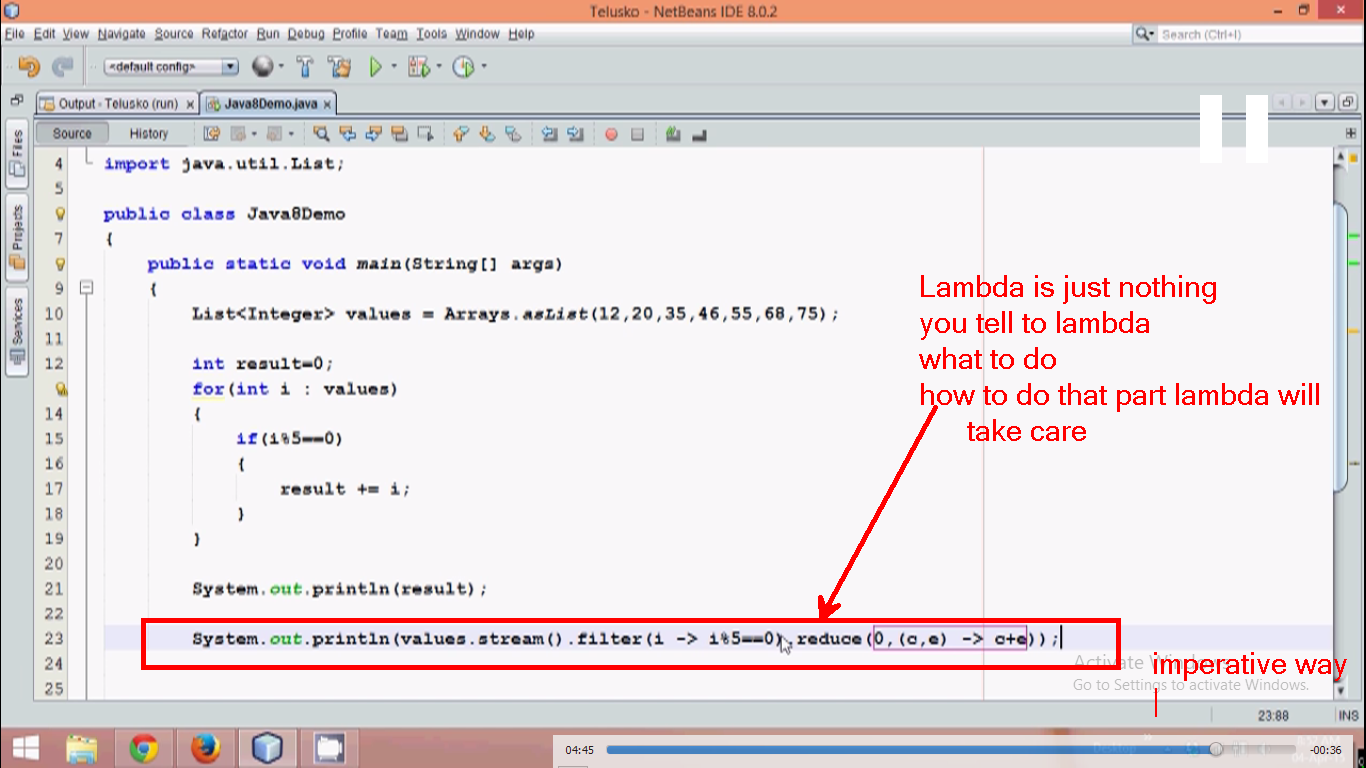 Telusko - NetBeans IDE 8.0.2
File Edit View Navigate Source Refactor Run Debug Profile Team Tools Window Help
Search (Ctrl+I)
<default config>
Output - Telusko (run) x Java8Demo.java x
Source History
Files
Projects
Services
4 import java.util.List;
5
public class Java8Demo
7 {
public static void main(String[] args)
9 {
10 List<Integer> values = Arrays.asList(12,20,35,46,55,68,75);
11
12 int result=0;
for(int i : values)
14 {
15 if(i%5==0)
16 {
17 result += i;
18 }
19 }
20
21 System.out.println(result);
22
23 System.out.println(values.stream().filter(i -> i%5==0).reduce(0,(c,e) -> c+e));
24
25
Lambda is just nothing
you tell to lambda
what to do
how to do that part lambda will
take care
imperative way
Activate Windows
Go to Settings to activate Windows.
23:88 INS
04:45 -00:36